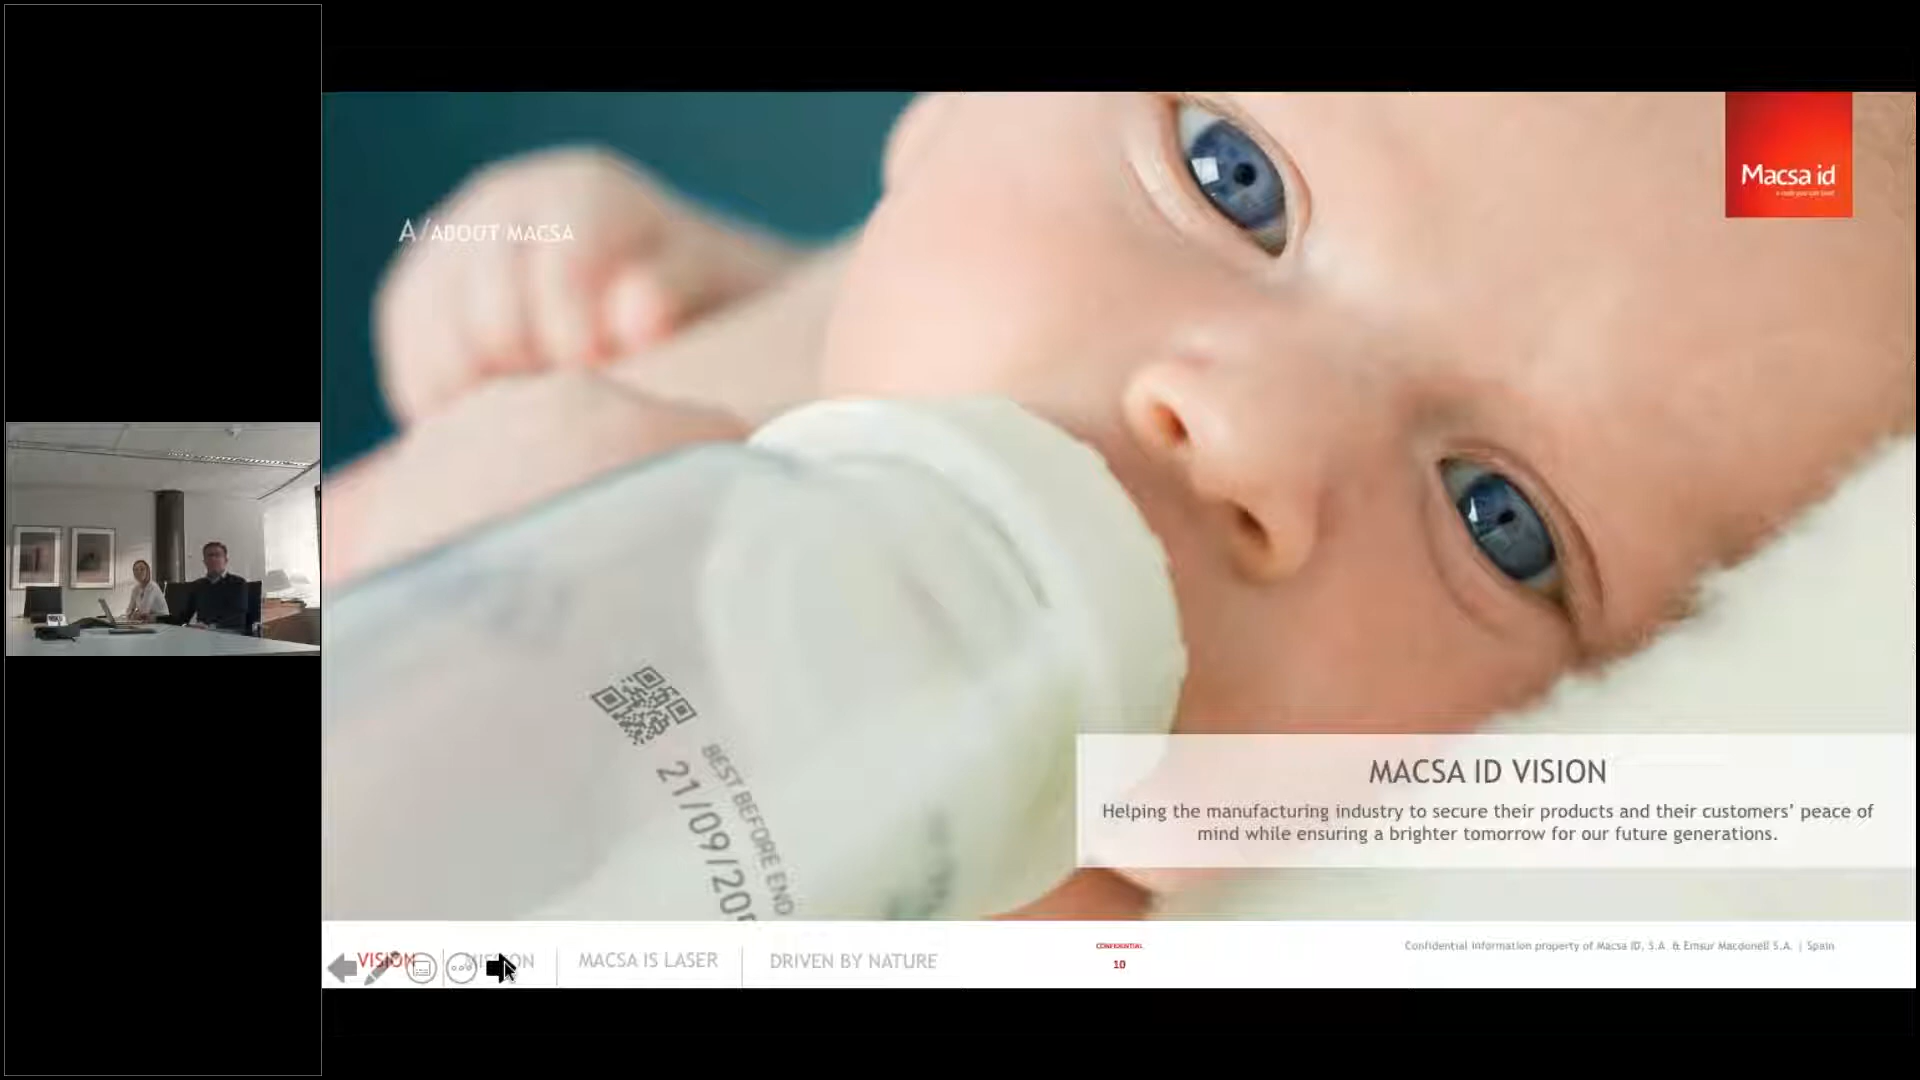 A/ABOUT MACSA
Macsa id
BEST BEFORE END
21/09/20
MACSA ID VISION
Helping the manufacturing industry to secure their products and their customers' peace of
mind while ensuring a brighter tomorrow for our future generations.
VISION
MISSION
MACSA IS LASER
DRIVEN BY NATURE
CONFIDENTIAL
10
Confidential information property of Macsa ID, S.A. & Emsur Macdonell S.A. | Spain